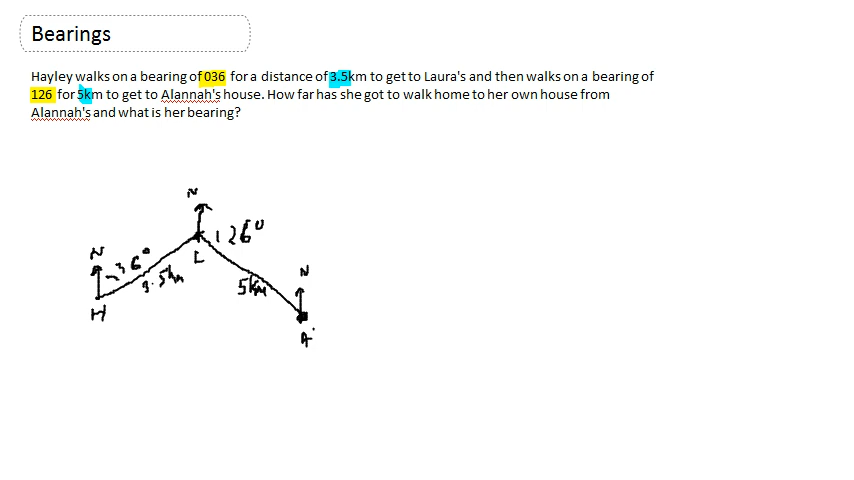 Bearings
Hayley walks on a bearing of 036 for a distance of 3.5km to get to Laura's and then walks on a bearing of
126 for 5km to get to Alannah's house. How far has she got to walk home to her own house from
Alannah's and what is her bearing?
N
126°
N
36°
L
3.5km
N
5km
H
A